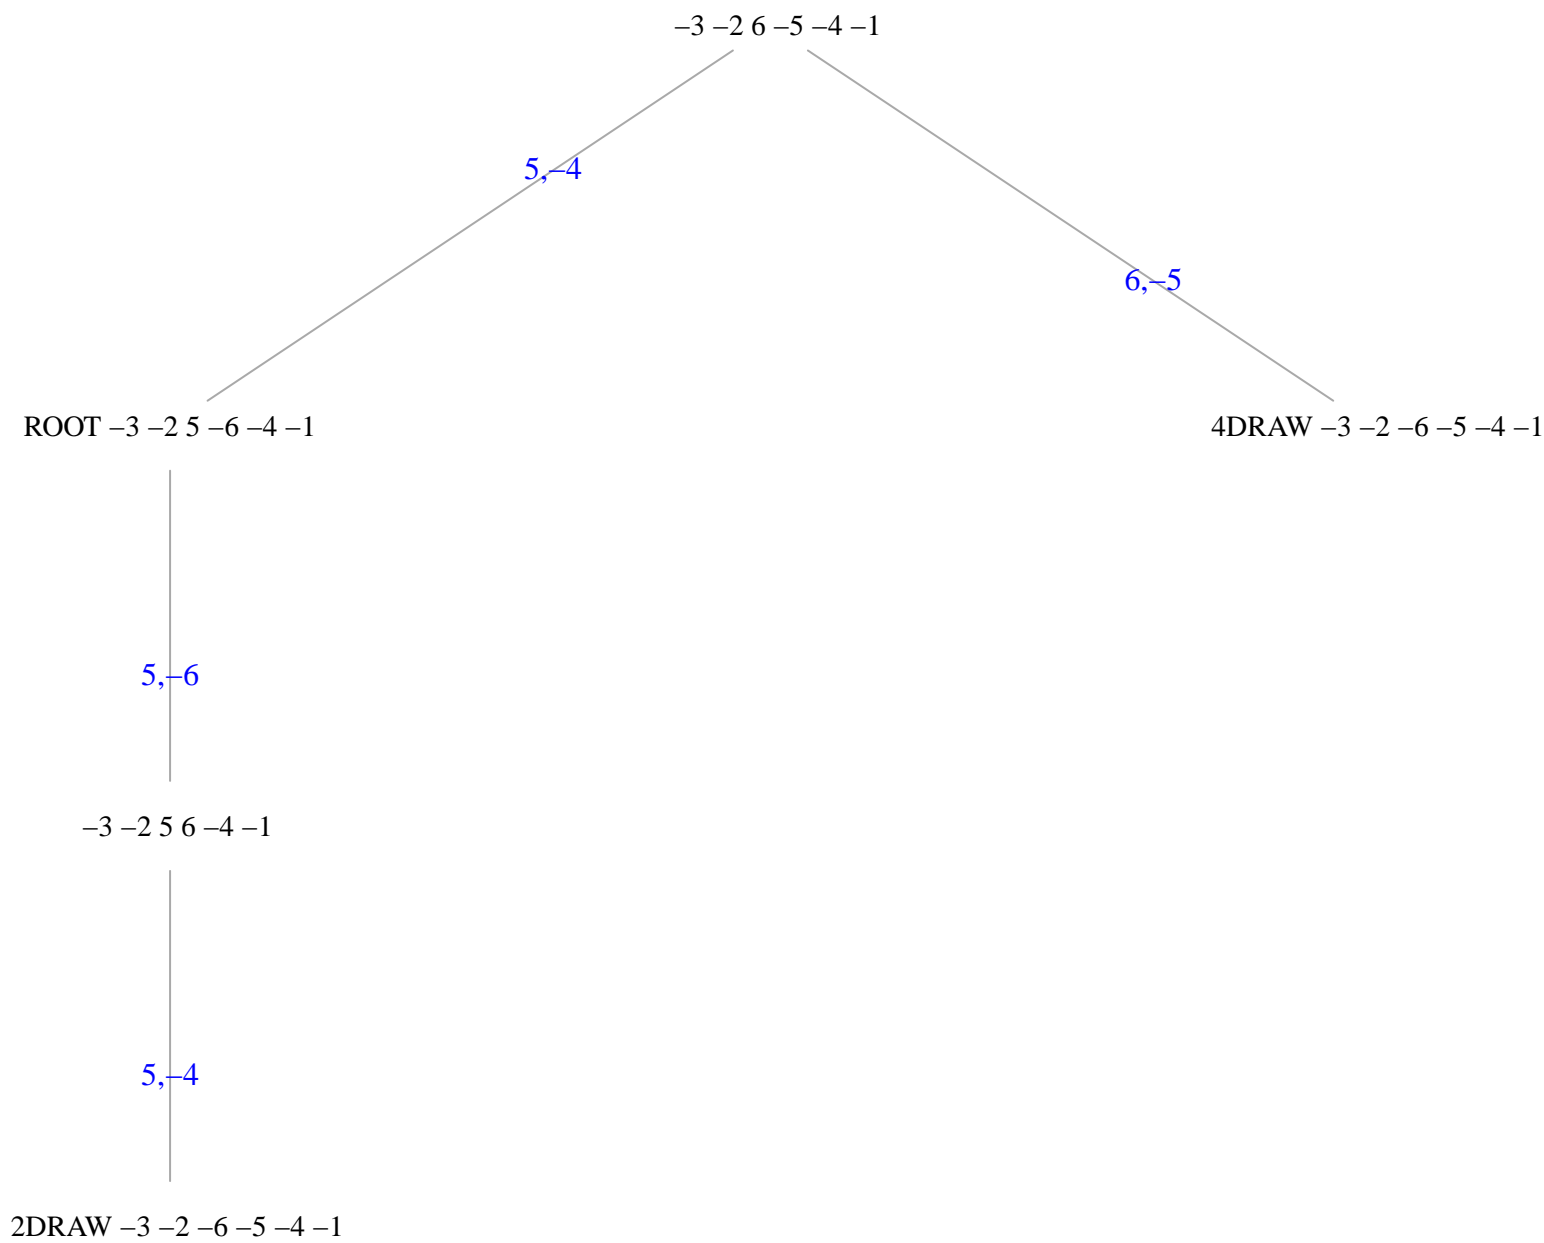 –3 –2 6 –5 –4 –1
5,–4
6,–5
ROOT –3 –2 5 –6 –4 –1
4DRAW –3 –2 –6 –5 –4 –1
5,–6
–3 –2 5 6 –4 –1
5,–4
2DRAW –3 –2 –6 –5 –4 –1